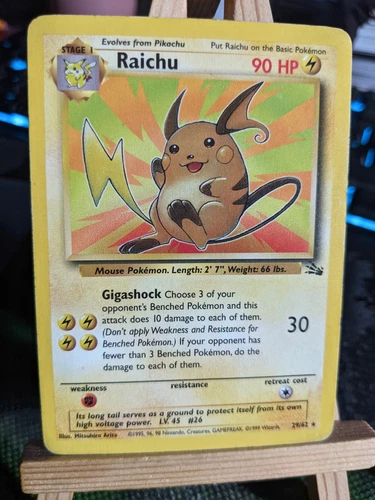 STAGE 1
Evolves from Pikachu
Put Raichu on the Basic Pokémon
Raichu
90 HP
Mouse Pokémon. Length: 2' 7", Weight: 66 lbs.
Gigashock Choose 3 of your
opponent's Benched Pokémon and this
attack does 10 damage to each of them.
(Don't apply Weakness and Resistance for
Benched Pokémon.) If your opponent has
fewer than 3 Benched Pokémon, do the
damage to each of them.
30
weakness
resistance
retreat cost
Its long tail serves as a ground to protect itself from its own
high voltage power. LV. 45 #26
Illus. Mitsuhiro Arita
©1995, 96, 98 Nintendo, Creatures, GAMEFREAK. ©1999 Wizards.
29/62 ★